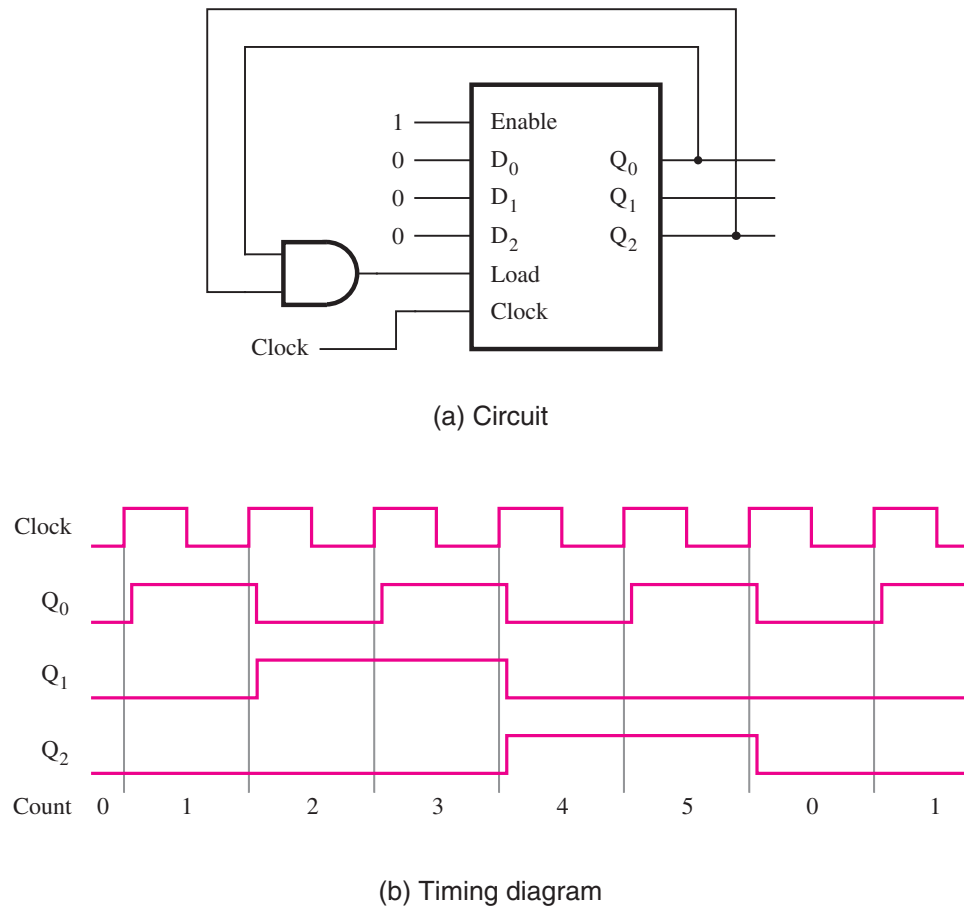 1 Enable
0 D0 Q0
0 D1 Q1
0 D2 Q2
Load
Clock
Clock
(a) Circuit
Clock
Q0
Q1
Q2
Count 0 1 2 3 4 5 0 1
(b) Timing diagram